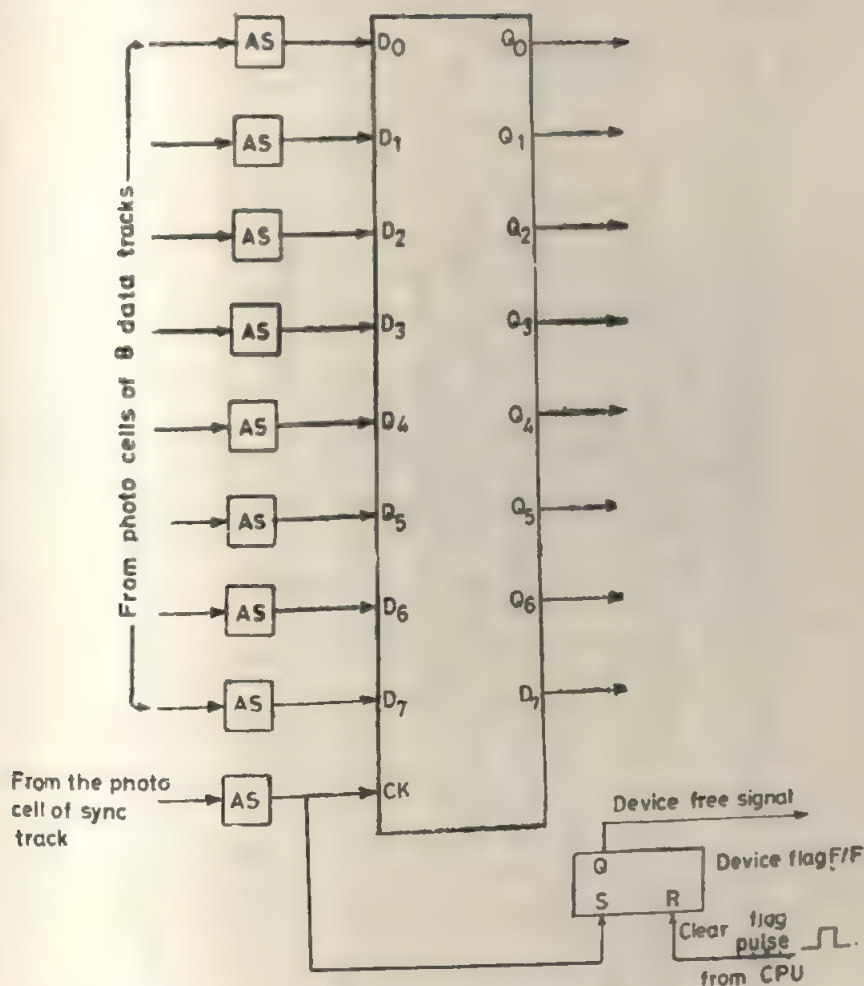 AS D0 Q0
AS D1 Q1
AS D2 Q2
AS D3 Q3
AS Q4 Q4
AS Q5 Q5
AS D6 Q6
AS D7 D7
From photo cells of 8 data tracks
From the photo
cell of sync
track
AS CK
Device free signal
Q
Device flag F/F
S R
Clear flag
pulse
from CPU